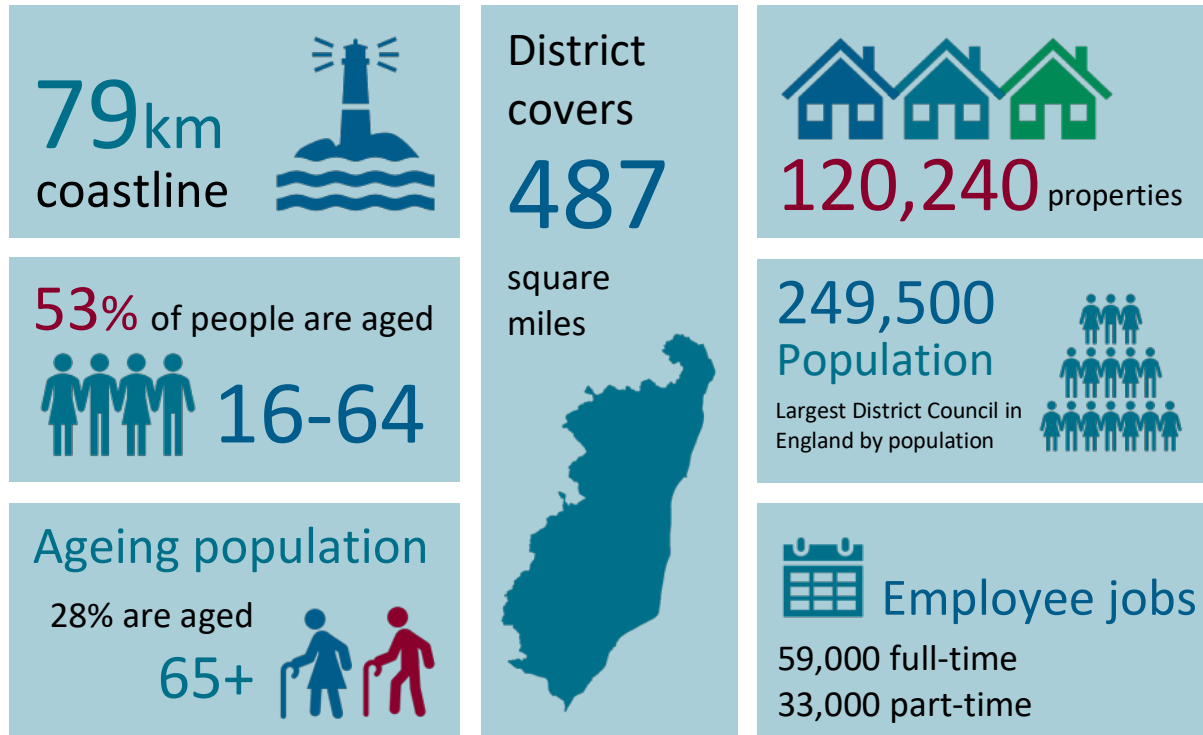 79km
coastline
53% of people are aged
16-64
Ageing population
28% are aged
65+
District
covers
487
square
miles
120,240 properties
249,500
Population
Largest District Council in
England by population
Employee jobs
59,000 full-time
33,000 part-time